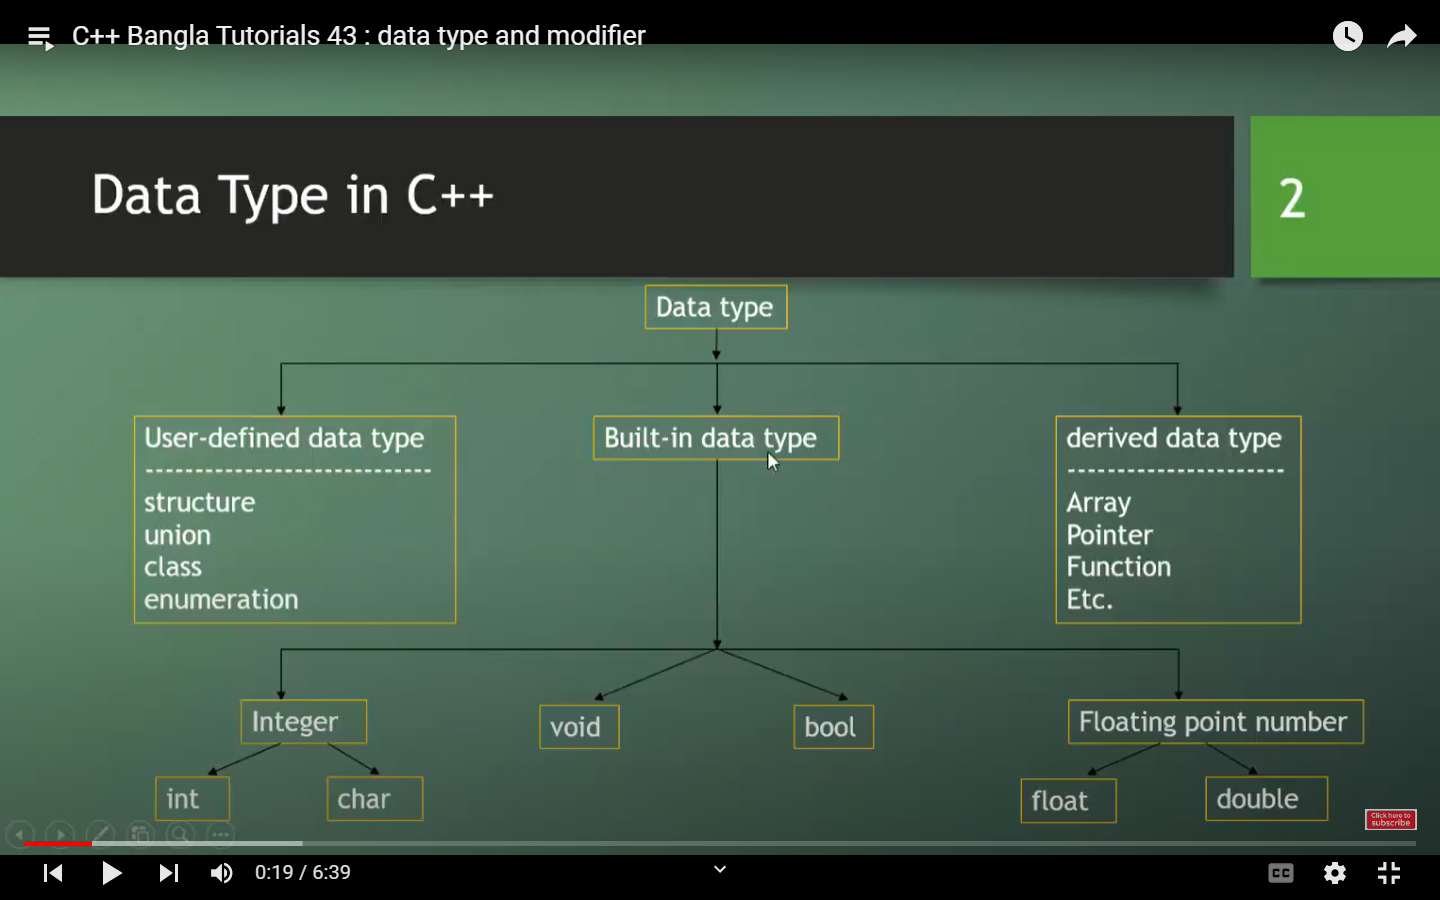 C++ Bangla Tutorials 43 : data type and modifier
Data Type in C++
2
Data type
User-defined data type
------------------------------
structure
union
class
enumeration
Built-in data type
derived data type
-----------------------
Array
Pointer
Function
Etc.
Integer
void
bool
Floating point number
int
char
float
double
Click here to
subscribe
0:19 / 6:39
CC